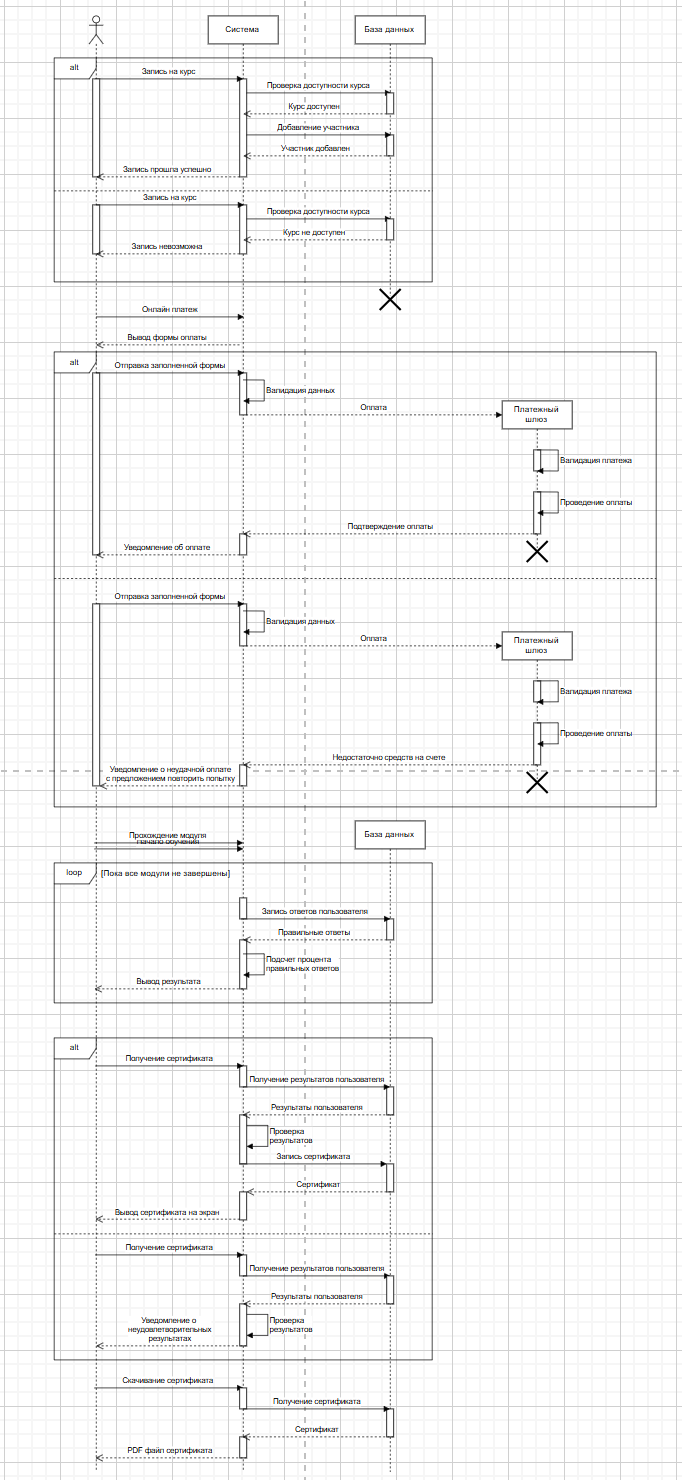 Система
База данных
alt
Запись на курс
Проверка доступности курса
Курс доступен
Добавление участника
Участник добавлен
Запись прошла успешно
Запись на курс
Проверка доступности курса
Курс не доступен
Запись невозможна
Онлайн платеж
Вывод формы оплаты
alt
Отправка заполненной формы
Валидация данных
Оплата
Платежный
шлюз
Валидация платежа
Проведение оплаты
Подтверждение оплаты
Уведомление об оплате
Отправка заполненной формы
Валидация данных
Оплата
Платежный
шлюз
Валидация платежа
Проведение оплаты
Недостаточно средств на счете
Уведомление о неудачной оплате
с предложением повторить попытку
База данных
Прохождение модуля
Начало обучения
loop
[Пока все модули не завершены]
Запись ответов пользователя
Правильные ответы
Подсчет процента
правильных ответов
Вывод результата
alt
Получение сертификата
Получение результатов пользователя
Результаты пользователя
Проверка
результатов
Запись сертификата
Сертификат
Вывод сертификата на экран
Получение сертификата
Получение результатов пользователя
Результаты пользователя
Проверка
результатов
Уведомление о
неудовлетворительных
результатах
Скачивание сертификата
Получение сертификата
Сертификат
PDF файл сертификата